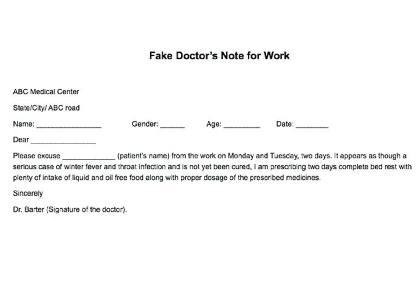 Fake Doctor's Note for Work
ABC Medical Center
State/City/ ABC road
Name: ________________ Gender: ______ Age: _________ Date: ________
Dear ________________
Please excuse _____________ (patient's name) from the work on Monday and Tuesday, two days. It appears as though a
serious case of winter fever and throat infection and is not yet been cured, I am prescribing two days complete bed rest with
plenty of intake of liquid and oil free food along with proper dosage of the prescribed medicines.
Sincerely
Dr. Barter (Signature of the doctor).